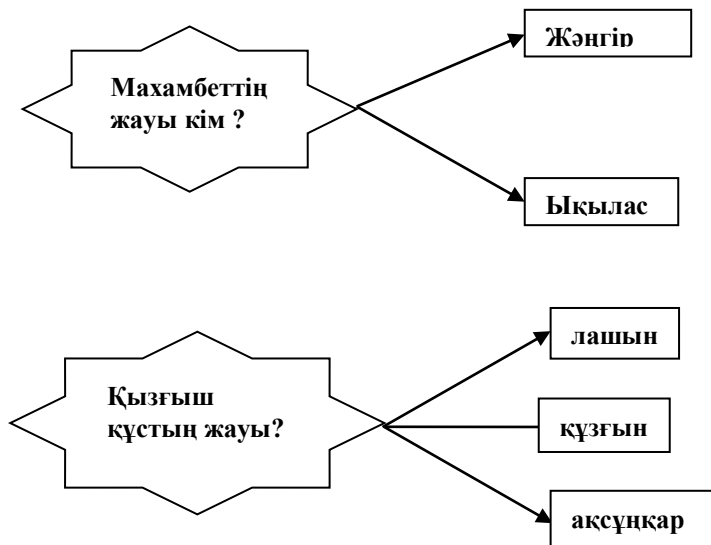 Махамбеттің
жауы кім ?
Жәңгір
Ықылас
Қызғыш
құстың жауы?
лашын
құзғын
ақсұңқар